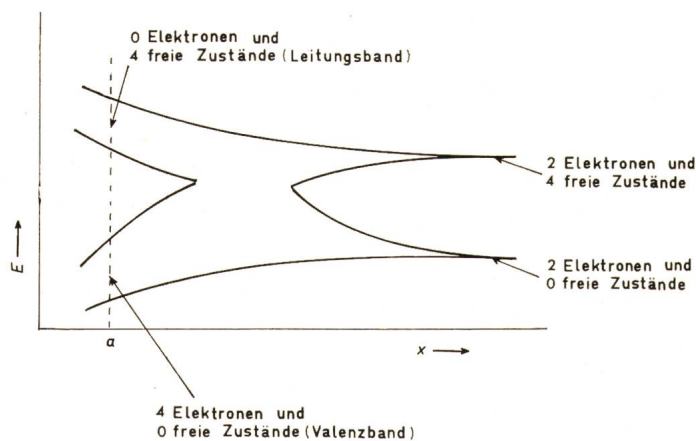 0 Elektronen und
4 freie Zustände (Leitungsband)
2 Elektronen und
4 freie Zustände
2 Elektronen und
0 freie Zustände
E
a
x
4 Elektronen und
0 freie Zustände (Valenzband)